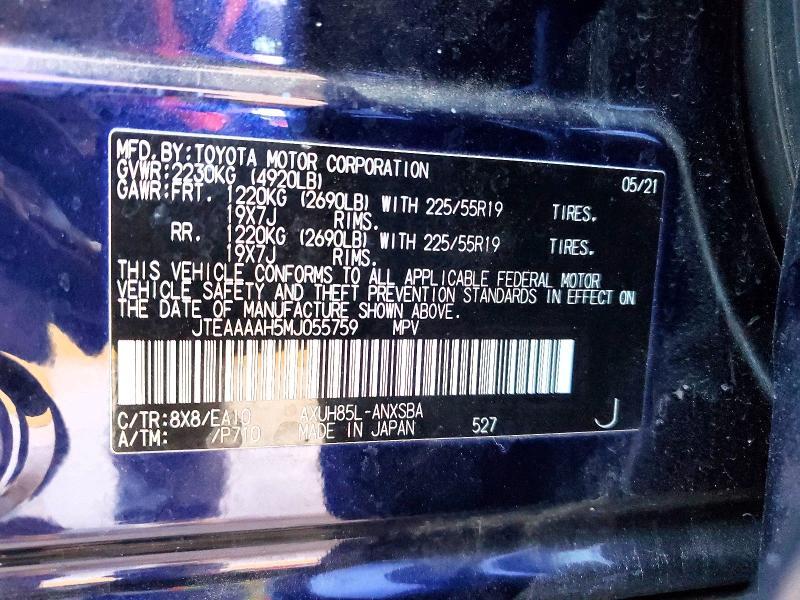 MFD.BY:TOYOTA MOTOR CORPORATION 05/21
GVWR:2230KG (4920LB)
GAWR:FRT. 1220KG (2690LB) WITH 225/55R19 TIRES.
19X7J RIMS.
RR. 1220KG (2690LB) WITH 225/55R19 TIRES.
19X7J RIMS.
THIS VEHICLE CONFORMS TO ALL APPLICABLE FEDERAL MOTOR
VEHICLE SAFETY AND THEFT PREVENTION STANDARDS IN EFFECT ON
THE DATE OF MANUFACTURE SHOWN ABOVE.
JTEAAAAH5MJ055759 MPV
C/TR:8X8/EA10 AXUH85L-ANXSBA
A/TM: /P710 MADE IN JAPAN 527 J